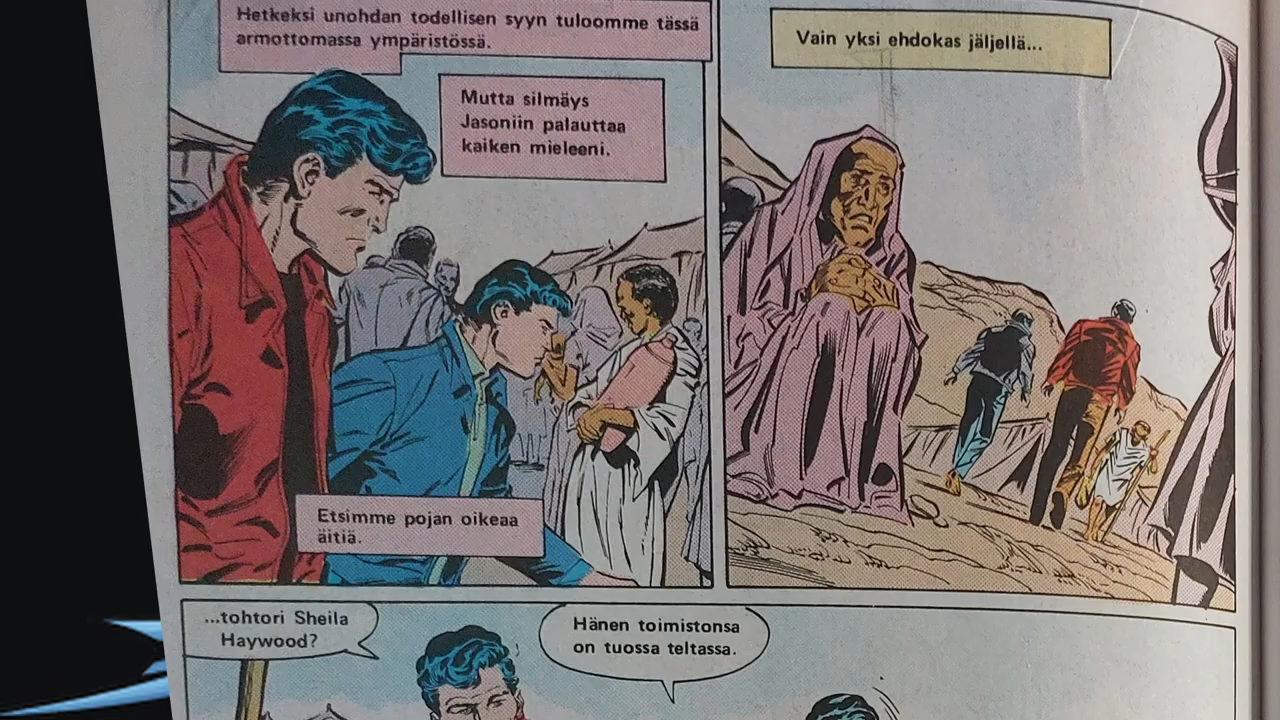 Hetkeksi unohdan todellisen syyn tuloomme tässä
armottomassa ympäristössä.
Mutta silmäys
Jasoniin palauttaa
kaiken mieleeni.
Etsimme pojan oikeaa
äitiä.
Vain yksi ehdokas jäljellä...
...tohtori Sheila
Haywood?
Hänen toimistonsa
on tuossa teltassa.